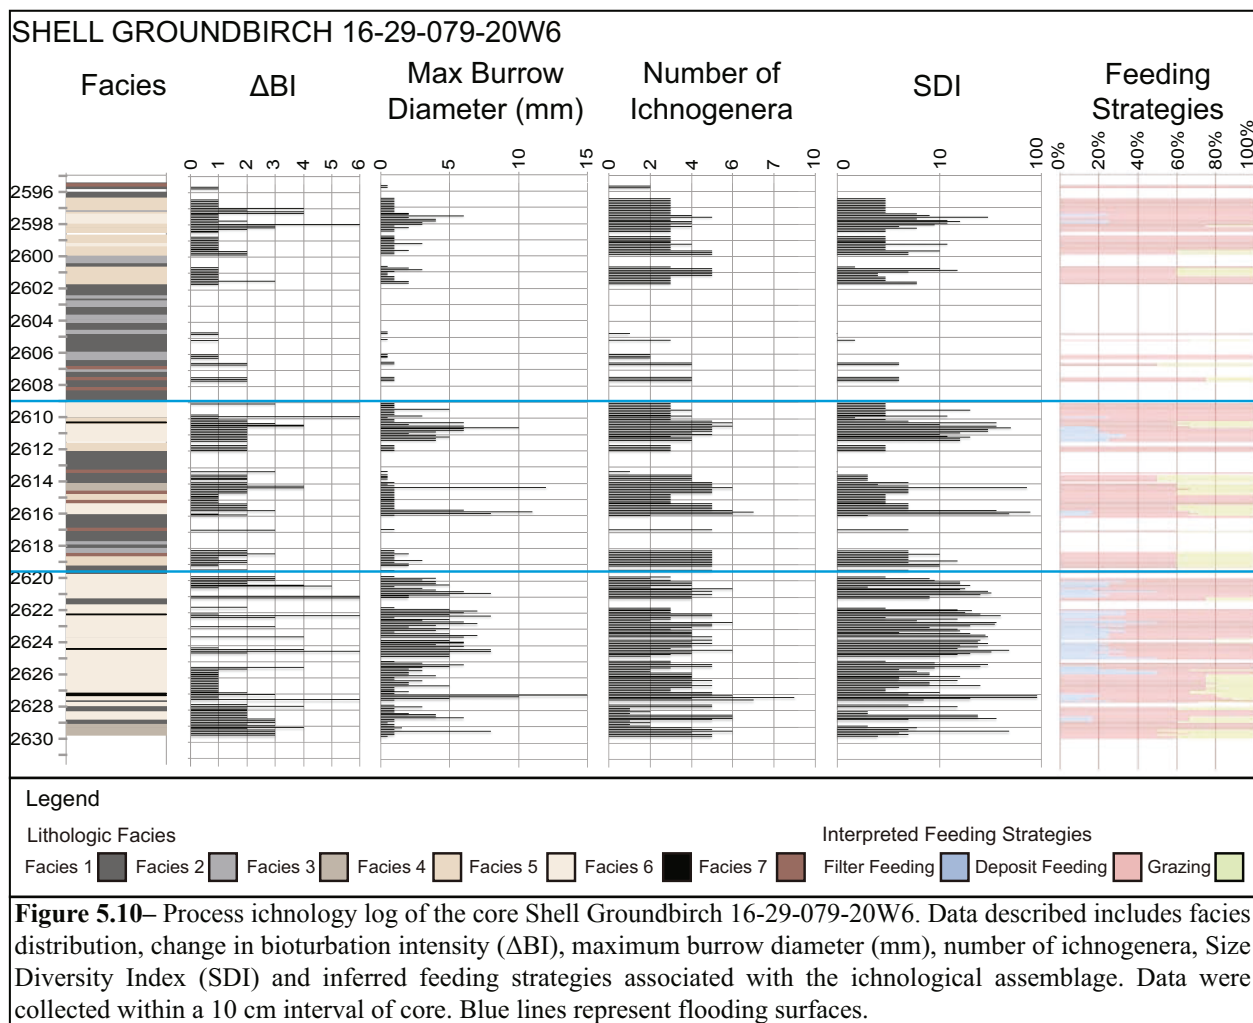 SHELL GROUNDBIRCH 16-29-079-20W6
Facies
ΔBI
Max Burrow
Diameter (mm)
Number of
Ichnogenera
SDI
Feeding
Strategies
0 1 2 3 4 5 6
0 5 10 15
0 2 4 6 7 10
0 10 100
0% 20% 40% 60% 80% 100%
2596
2598
2600
2602
2604
2606
2608
2610
2612
2614
2616
2618
2620
2622
2624
2626
2628
2630
Legend
Lithologic Facies
Facies 1 Facies 2 Facies 3 Facies 4 Facies 5 Facies 6 Facies 7
Interpreted Feeding Strategies
Filter Feeding Deposit Feeding Grazing
Figure 5.10– Process ichnology log of the core Shell Groundbirch 16-29-079-20W6. Data described includes facies
distribution, change in bioturbation intensity (ΔBI), maximum burrow diameter (mm), number of ichnogenera, Size
Diversity Index (SDI) and inferred feeding strategies associated with the ichnological assemblage. Data were
collected within a 10 cm interval of core. Blue lines represent flooding surfaces.